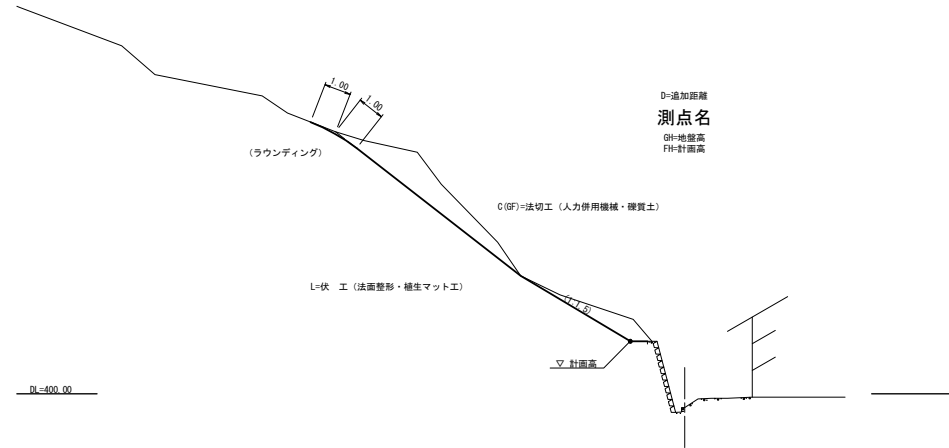 1.00
1.00
D=追加距離
測点名
GH=地盤高
FH=計画高
(ラウンディング)
C(GF)=法切工（人力併用機械・礫質土）
L=伏　工（法面整形・植生マット工）
(1:1.5)
▽ 計画高
DL=400.00